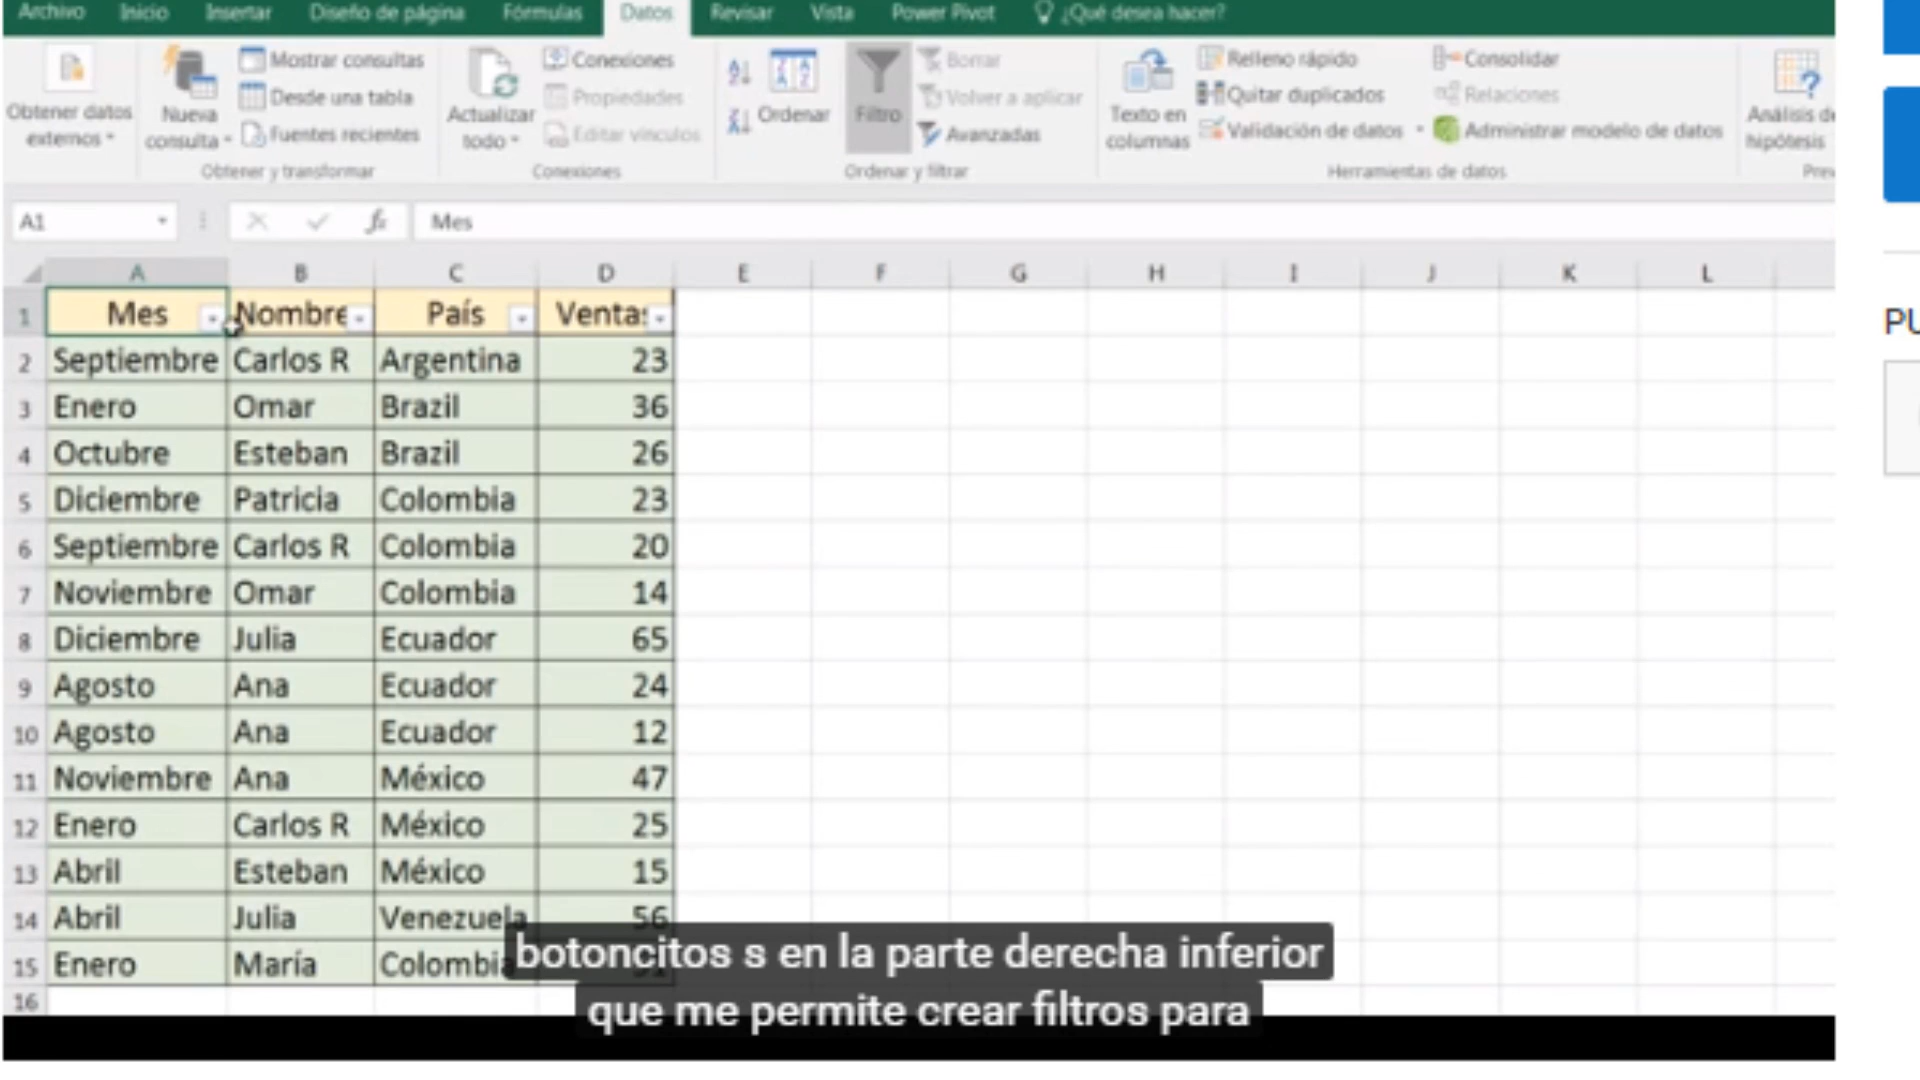 Archivo Inicio Insertar Diseño de página Fórmulas Datos Revisar Vista Power Pivot ¿Qué desea hacer?
Obtener datos externos
Nueva consulta
Mostrar consultas
Desde una tabla
Fuentes recientes
Obtener y transformar
Actualizar todo
Conexiones
Propiedades
Editar vínculos
Conexiones
Ordenar
Filtro
Borrar
Volver a aplicar
Avanzadas
Ordenar y filtrar
Texto en columnas
Relleno rápido
Quitar duplicados
Validación de datos
Consolidar
Relaciones
Administrar modelo de datos
Herramientas de datos
Análisis de
hipótesis
Prev
A1 fx Mes
A B C D E F G H I J K L
1 Mes Nombre País Venta
2 Septiembre Carlos R Argentina 23
3 Enero Omar Brazil 36
4 Octubre Esteban Brazil 26
5 Diciembre Patricia Colombia 23
6 Septiembre Carlos R Colombia 20
7 Noviembre Omar Colombia 14
8 Diciembre Julia Ecuador 65
9 Agosto Ana Ecuador 24
10 Agosto Ana Ecuador 12
11 Noviembre Ana México 47
12 Enero Carlos R México 25
13 Abril Esteban México 15
14 Abril Julia Venezuela 56
15 Enero María Colombia
16
botoncitos s en la parte derecha inferior
que me permite crear filtros para
PU